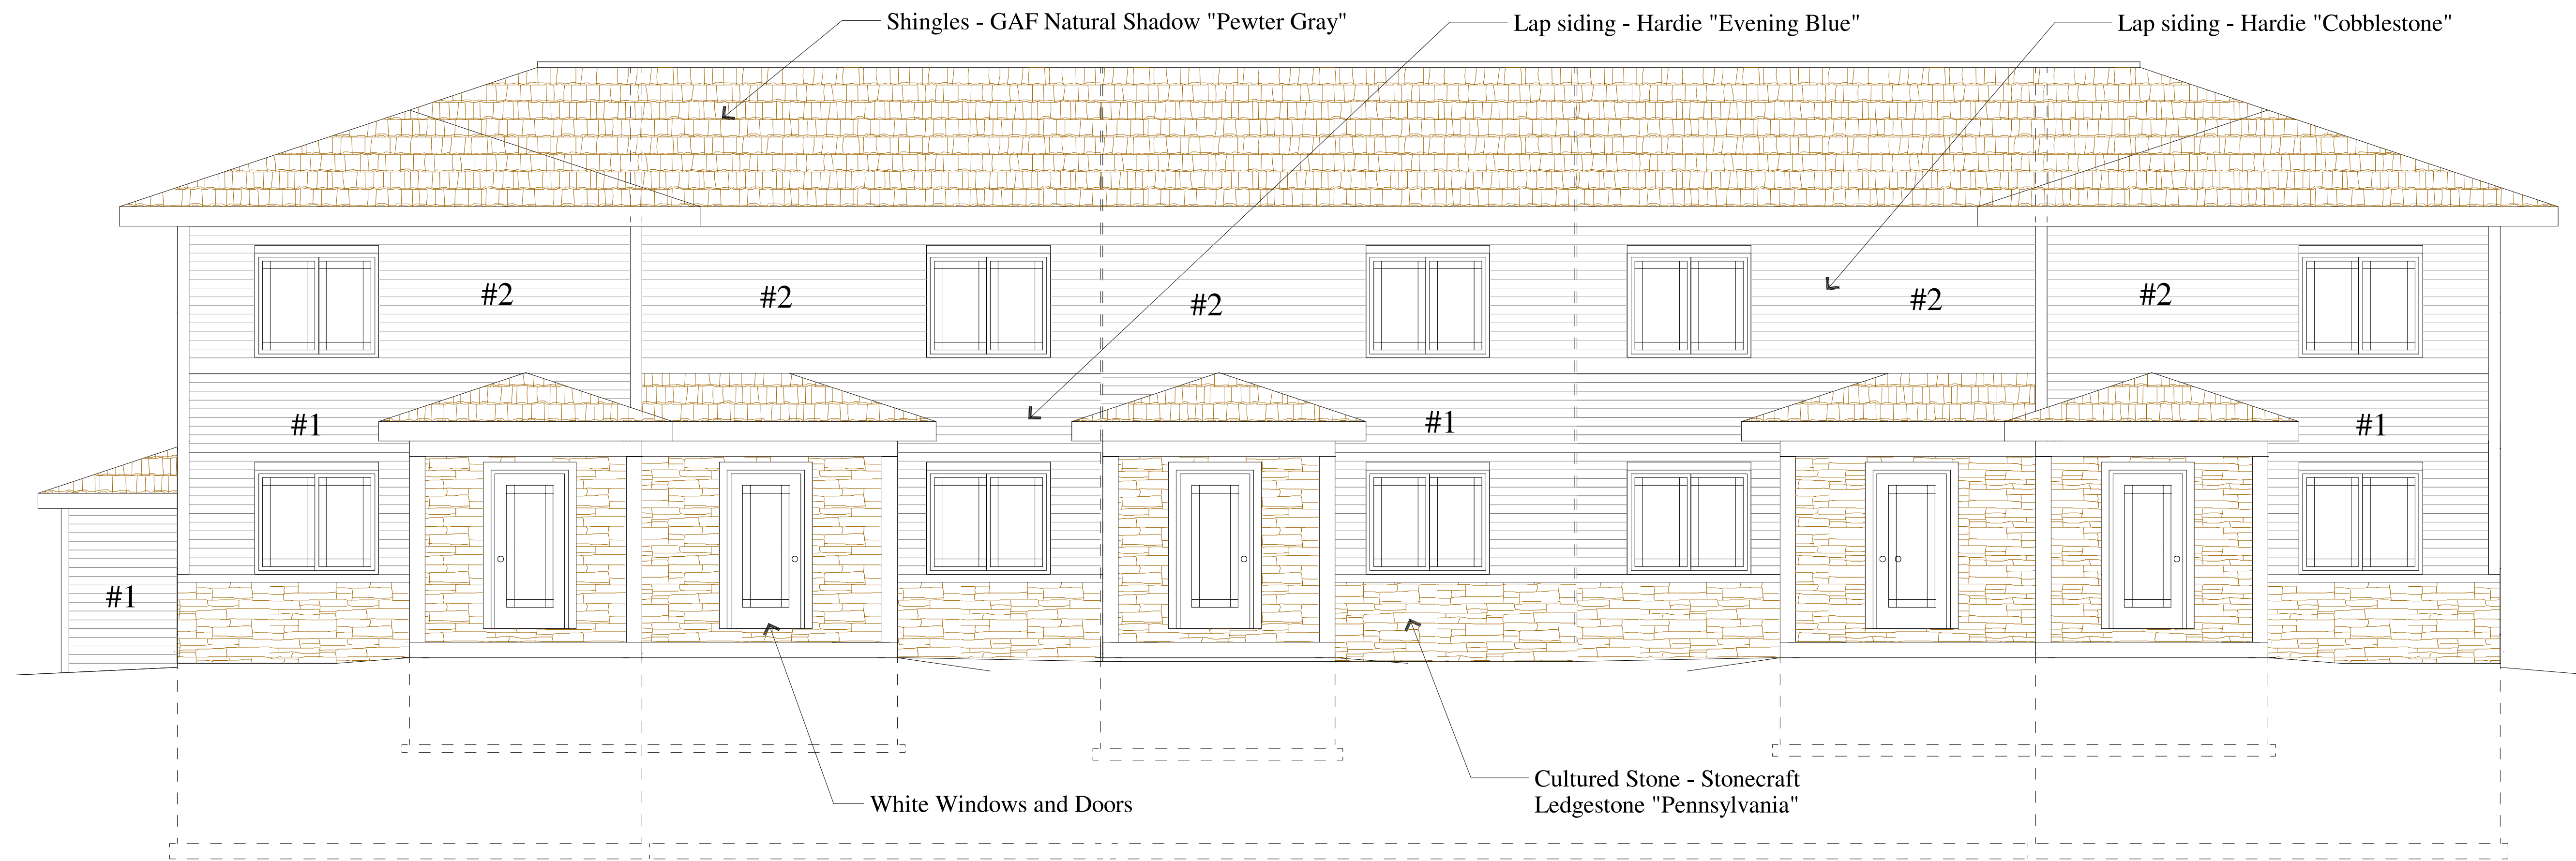 Shingles - GAF Natural Shadow "Pewter Gray"
Lap siding - Hardie "Evening Blue"
Lap siding - Hardie "Cobblestone"
#2
#2
#2
#2
#2
#1
#1
#1
#1
White Windows and Doors
Cultured Stone - Stonecraft
Ledgestone "Pennsylvania"